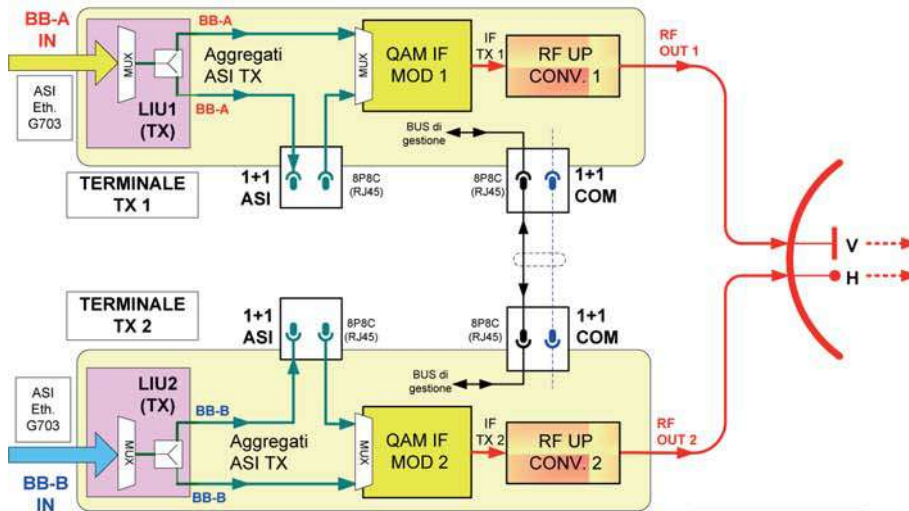 BB-A
IN
ASI
Eth.
G703
MUX
LIU1
(TX)
BB-A
Aggregati
ASI TX
BB-A
MUX
QAM IF
MOD 1
IF
TX 1
RF UP
CONV. 1
RF
OUT 1
BUS di
gestione
TERMINALE
TX 1
1+1
ASI
8P8C
(RJ45)
8P8C
(RJ45)
1+1
COM
V
H
TERMINALE
TX 2
1+1
ASI
8P8C
(RJ45)
8P8C
(RJ45)
1+1
COM
BUS di
gestione
ASI
Eth.
G703
LIU2
(TX)
MUX
BB-B
Aggregati
ASI TX
BB-B
MUX
QAM IF
MOD 2
IF
TX 2
RF UP
CONV. 2
RF
OUT 2
BB-B
IN